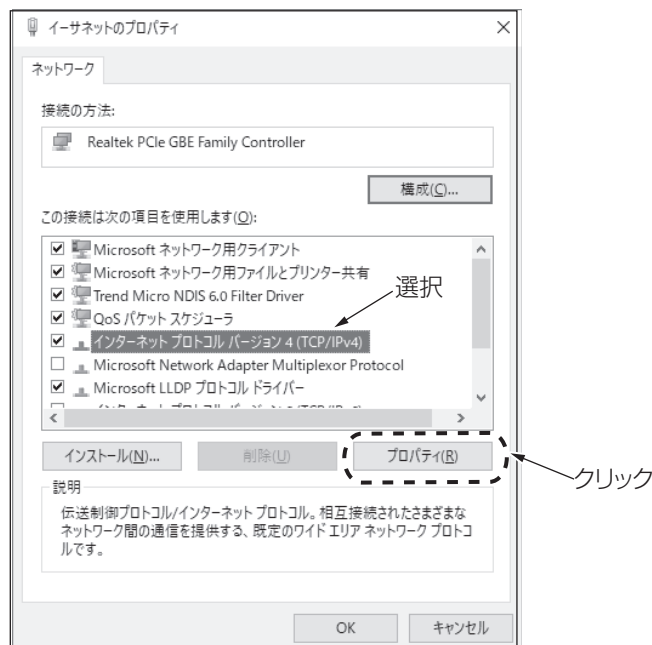 イーサネットのプロパティ
ネットワーク
接続の方法:
Realtek PCIe GBE Family Controller
構成(C)...
この接続は次の項目を使用します(O):
Microsoft ネットワーク用クライアント
Microsoft ネットワーク用ファイルとプリンター共有
選択
Trend Micro NDIS 6.0 Filter Driver
QoS パケット スケジューラ
インターネット プロトコル バージョン 4 (TCP/IPv4)
Microsoft Network Adapter Multiplexor Protocol
Microsoft LLDP プロトコル ドライバー
インストール(N)...
削除(U)
プロパティ(R)
クリック
説明
伝送制御プロトコル/インターネット プロトコル。相互接続されたさまざまな
ネットワーク間の通信を提供する、既定のワイド エリア ネットワーク プロトコ
ルです。
OK
キャンセル